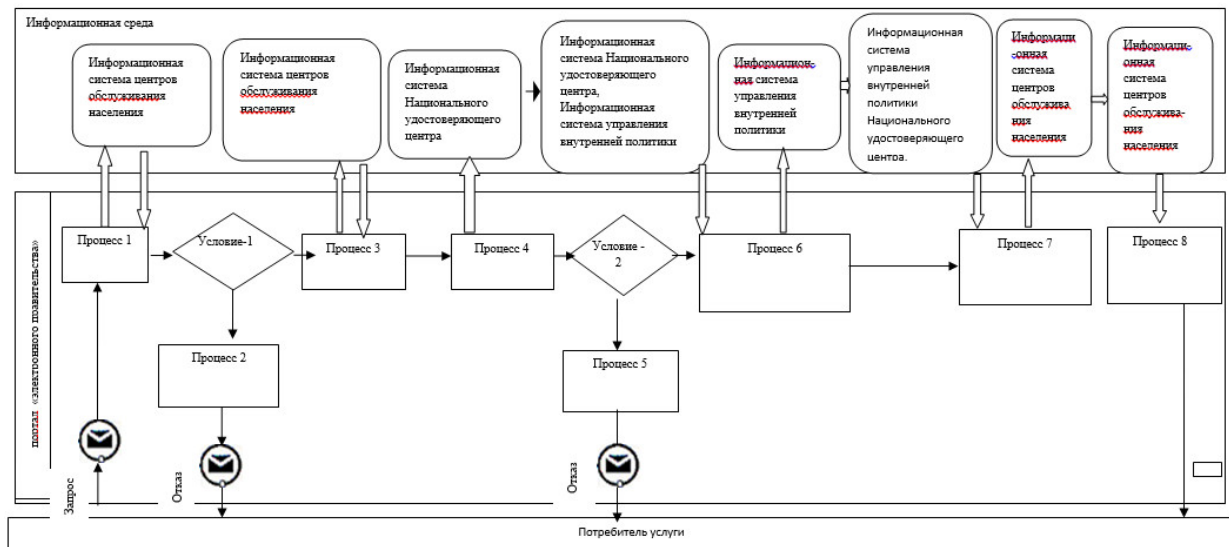 Информационная среда
Информационная
система центров
обслуживания
населения
Информационная
система центров
обслуживания
населения
Информационная
система
Национального
удостоверяющего
центра
Информационная
система Национального
удостоверяющего
центра,
Информационная
система управления
внутренней политики
Информацион-
ная система
управления
внутренней
политики
Информационная
система
управления
внутренней
политики
Национального
удостоверяющего
центра.
Информаци
-онная
система
центров
обслужива
ния
населения
Информаци-
онная
система
центров
обслужива-
ния
населения
портал «электронного правительства»
Процесс 1
Условие-1
Процесс 3
Процесс 4
Условие -
2
Процесс 6
Процесс 7
Процесс 8
Процесс 2
Процесс 5
Запрос
Отказ
Отказ
Потребитель услуги